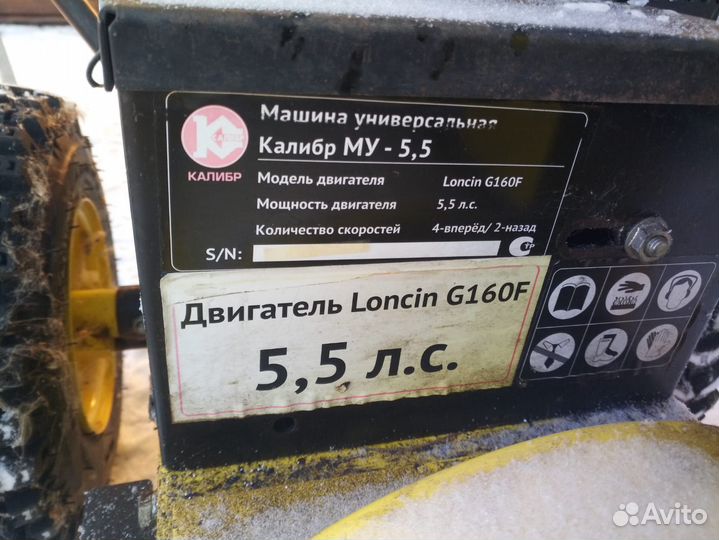 Машина универсальная
Калибр МУ - 5,5
КАЛИБР
Модель двигателя Loncin G160F
Мощность двигателя 5,5 л.с.
Количество скоростей 4-вперёд/ 2-назад
S/N:
Двигатель Loncin G160F
5,5 л.с.
Avito